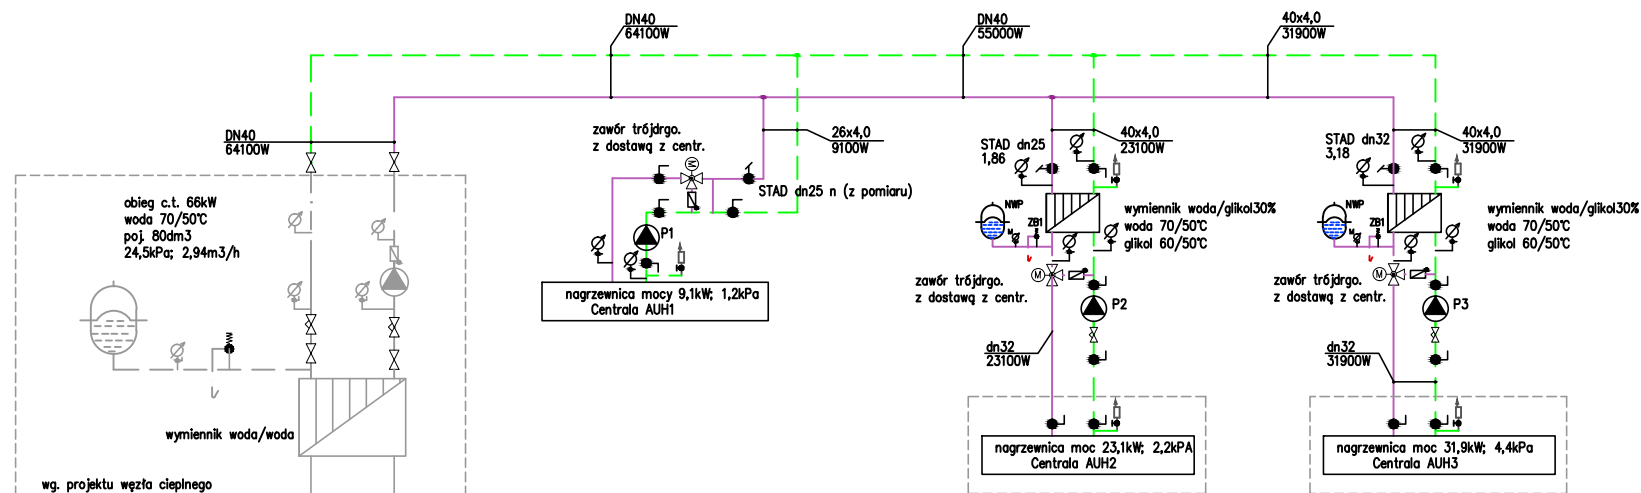 DN40
64100W
DN40
55000W
40x4,0
31900W
DN40
64100W
zawór trójdrgo.
z dostawą z centr.
26x4,0
9100W
STAD dn25
1,86
40x4,0
23100W
STAD dn32
3,18
40x4,0
31900W
M
STAD dn25 n (z pomiaru)
obieg c.t. 66kW
woda 70/50°C
poj. 80dm3
24,5kPa; 2,94m3/h
P1
NWP
ZB1
M
wymiennik woda/glikol30%
woda 70/50°C
glikol 60/50°C
NWP
ZB1
M
wymiennik woda/glikol30%
woda 70/50°C
glikol 60/50°C
nagrzewnica mocy 9,1kW; 1,2kPa
Centrala AUH1
zawór trójdrgo.
z dostawą z centr.
M
P2
zawór trójdrgo.
z dostawą z centr.
M
P3
dn32
23100W
dn32
31900W
wymiennik woda/woda
nagrzewnica moc 23,1kW; 2,2kPA
Centrala AUH2
nagrzewnica moc 31,9kW; 4,4kPa
Centrala AUH3
wg. projektu węzła cieplnego